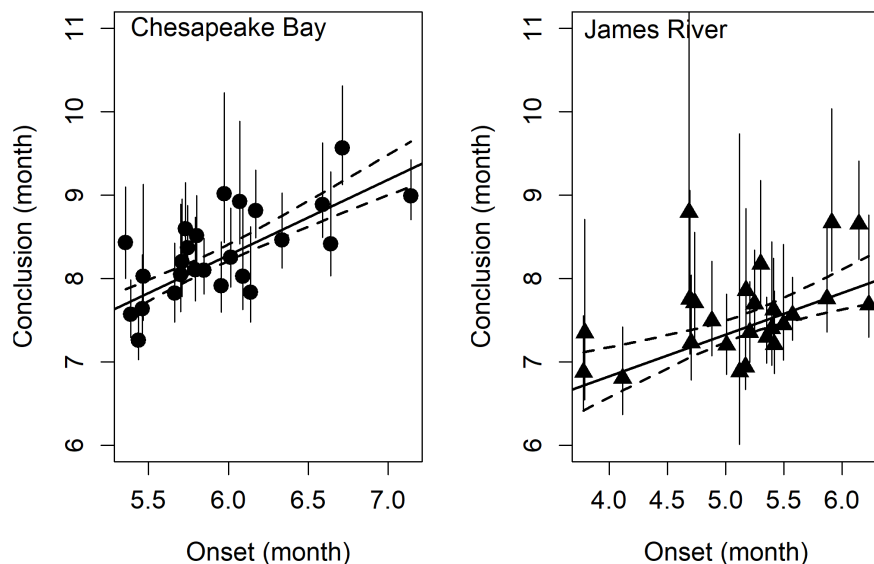 Chesapeake Bay
Conclusion (month)
11
10
9
8
7
6
5.5 6.0 6.5 7.0
Onset (month)
James River
Conclusion (month)
11
10
9
8
7
6
4.0 4.5 5.0 5.5 6.0
Onset (month)